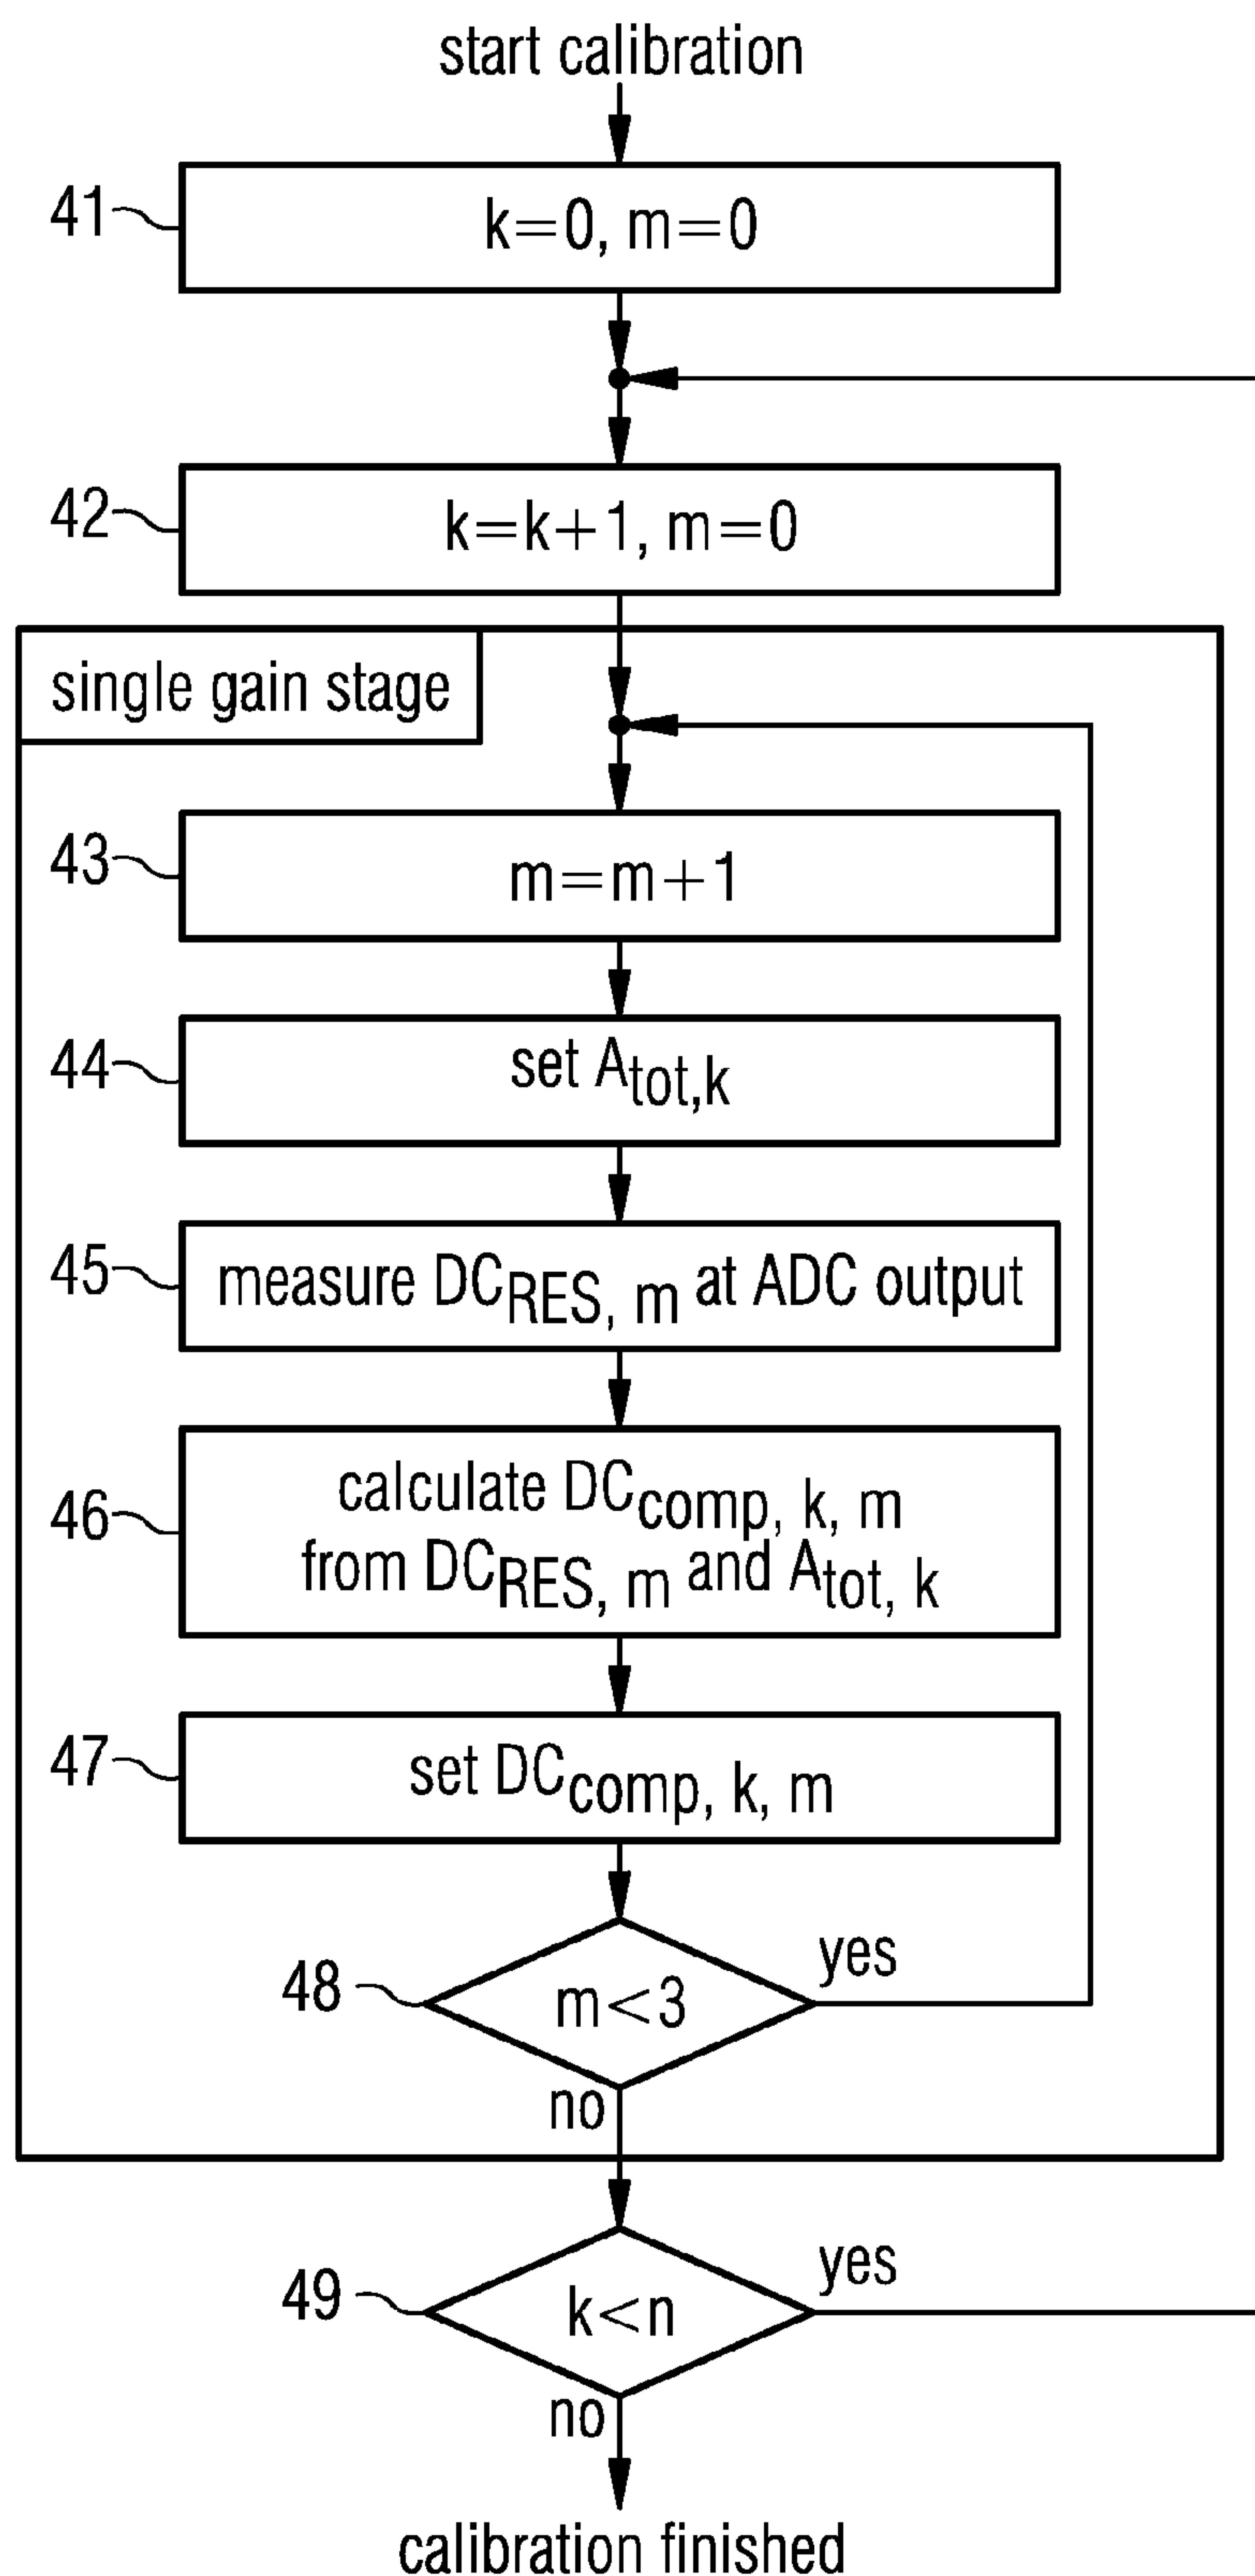 start calibration
41
k=0, m=0
42
k=k+1, m=0
single gain stage
43
m=m+1
44
set Atot,k
45
measure DCRES, m at ADC output
46
calculate DCcomp, k, m
from DCRES, m and Atot, k
47
set DCcomp, k, m
48
m<3
yes
no
49
k<n
yes
no
calibration finished